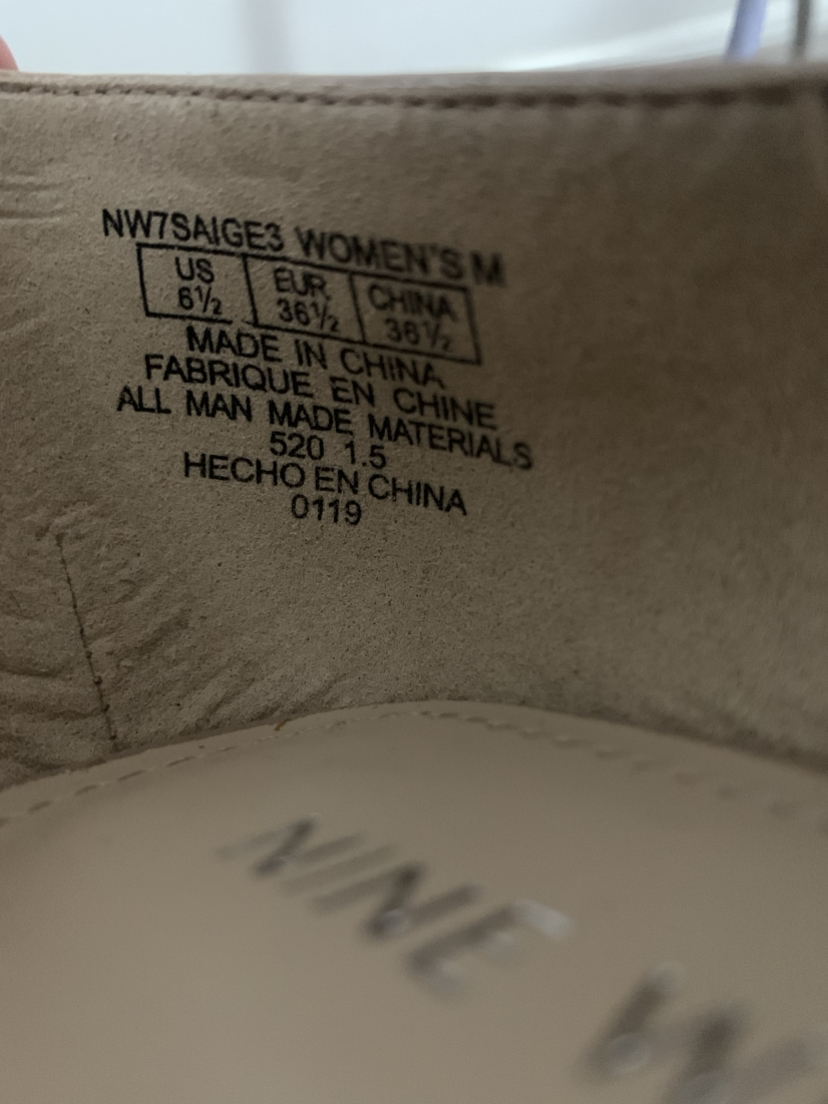 NW7SAIGE3 WOMEN'S M
US EUR. CHINA
6½ 36½ 36½
MADE IN CHINA
FABRIQUE EN CHINE
ALL MAN MADE MATERIALS
520 1.5
HECHO EN CHINA
0119
NINE W